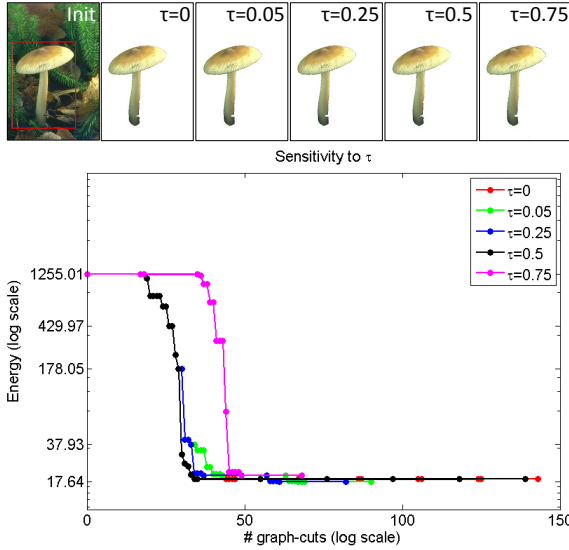 Init τ=0 τ=0.05 τ=0.25 τ=0.5 τ=0.75
Sensitivity to τ
τ=0
τ=0.05
τ=0.25
τ=0.5
τ=0.75
1255.01
429.97
178.05
37.93
17.64
Energy (log scale)
0 50 100 150
# graph-cuts (log scale)